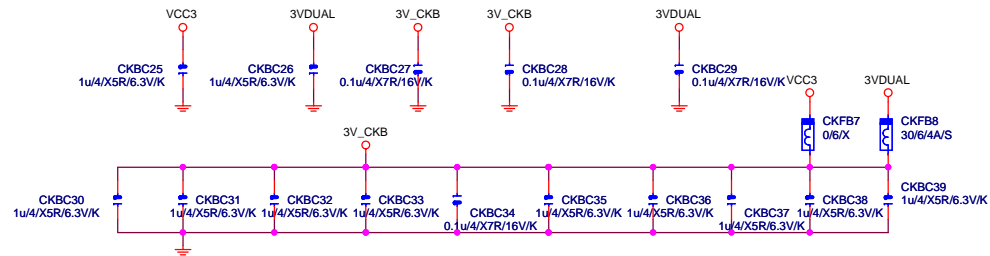 VCC3
3VDUAL
3V_CKB
3V_CKB
3VDUAL
CKBC25
1u/4/X5R/6.3V/K
CKBC26
1u/4/X5R/6.3V/K
CKBC27
0.1u/4/X7R/16V/K
CKBC28
0.1u/4/X7R/16V/K
CKBC29
0.1u/4/X7R/16V/K
VCC3
3VDUAL
CKFB7
0/6/X
CKFB8
30/6/4A/S
3V_CKB
CKBC30
1u/4/X5R/6.3V/K
CKBC31
1u/4/X5R/6.3V/K
CKBC32
1u/4/X5R/6.3V/K
CKBC33
1u/4/X5R/6.3V/K
CKBC34
0.1u/4/X7R/16V/K
CKBC35
1u/4/X5R/6.3V/K
CKBC36
1u/4/X5R/6.3V/K
CKBC37
1u/4/X5R/6.3V/K
CKBC38
1u/4/X5R/6.3V/K
CKBC39
1u/4/X5R/6.3V/K